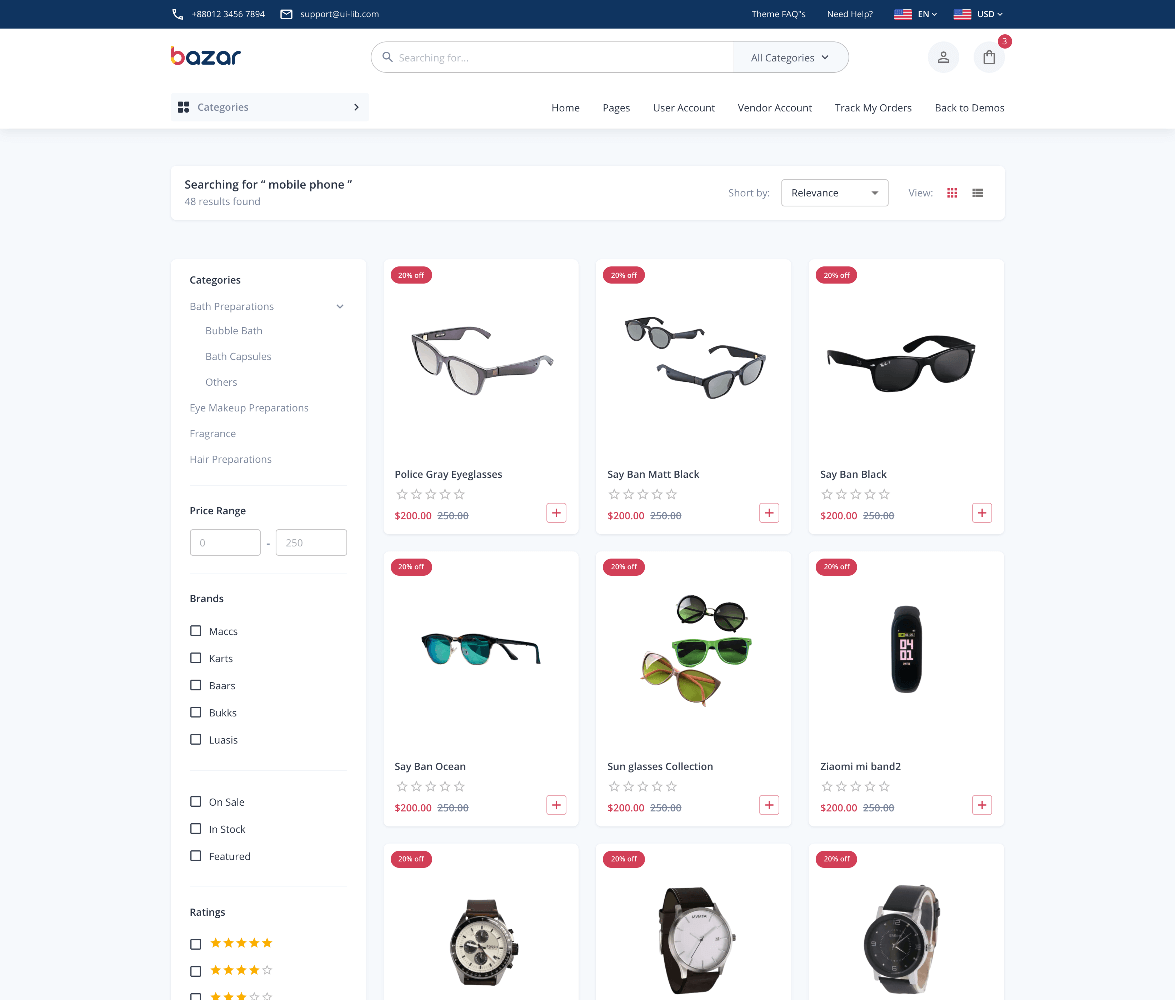 +88012 3456 7894
support@ui-lib.com
Theme FAQ"s
Need Help?
EN
USD
bazar
Searching for...
All Categories
3
Categories
Home
Pages
User Account
Vendor Account
Track My Orders
Back to Demos
Searching for “ mobile phone ”
48 results found
Short by:
Relevance
View:
Categories
Bath Preparations
Bubble Bath
Bath Capsules
Others
Eye Makeup Preparations
Fragrance
Hair Preparations
Price Range
0 - 250
Brands
Maccs
Karts
Baars
Bukks
Luasis
On Sale
In Stock
Featured
Ratings
20% off
Police Gray Eyeglasses
$200.00 250.00
20% off
Say Ban Matt Black
$200.00 250.00
20% off
Say Ban Black
$200.00 250.00
20% off
Say Ban Ocean
$200.00 250.00
20% off
Sun glasses Collection
$200.00 250.00
20% off
04
01
Ziaomi mi band2
$200.00 250.00
20% off
20% off
20% off